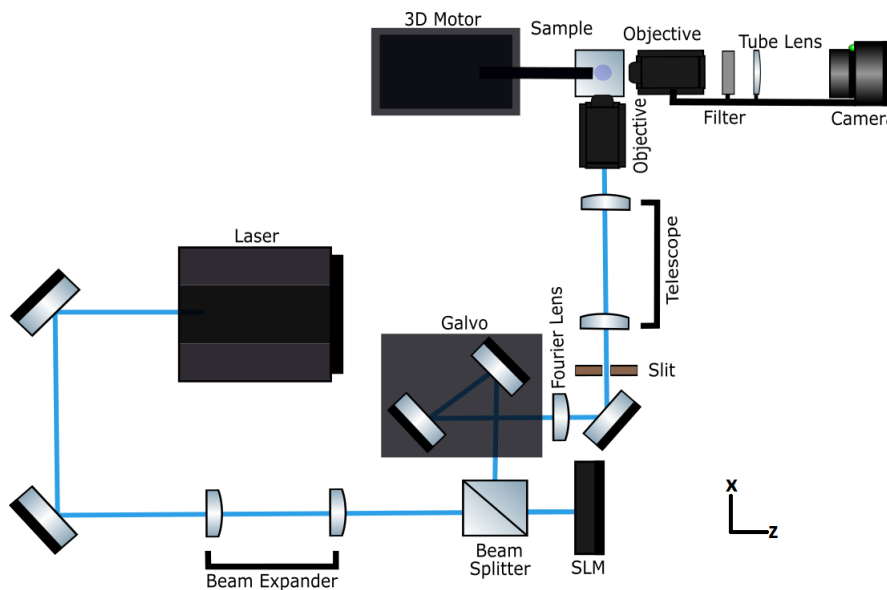 3D Motor
Sample
Objective
Tube Lens
Filter
Camera
Objective
Laser
Telescope
Galvo
Fourier Lens
Slit
Beam Expander
Beam
Splitter
SLM
X
Z